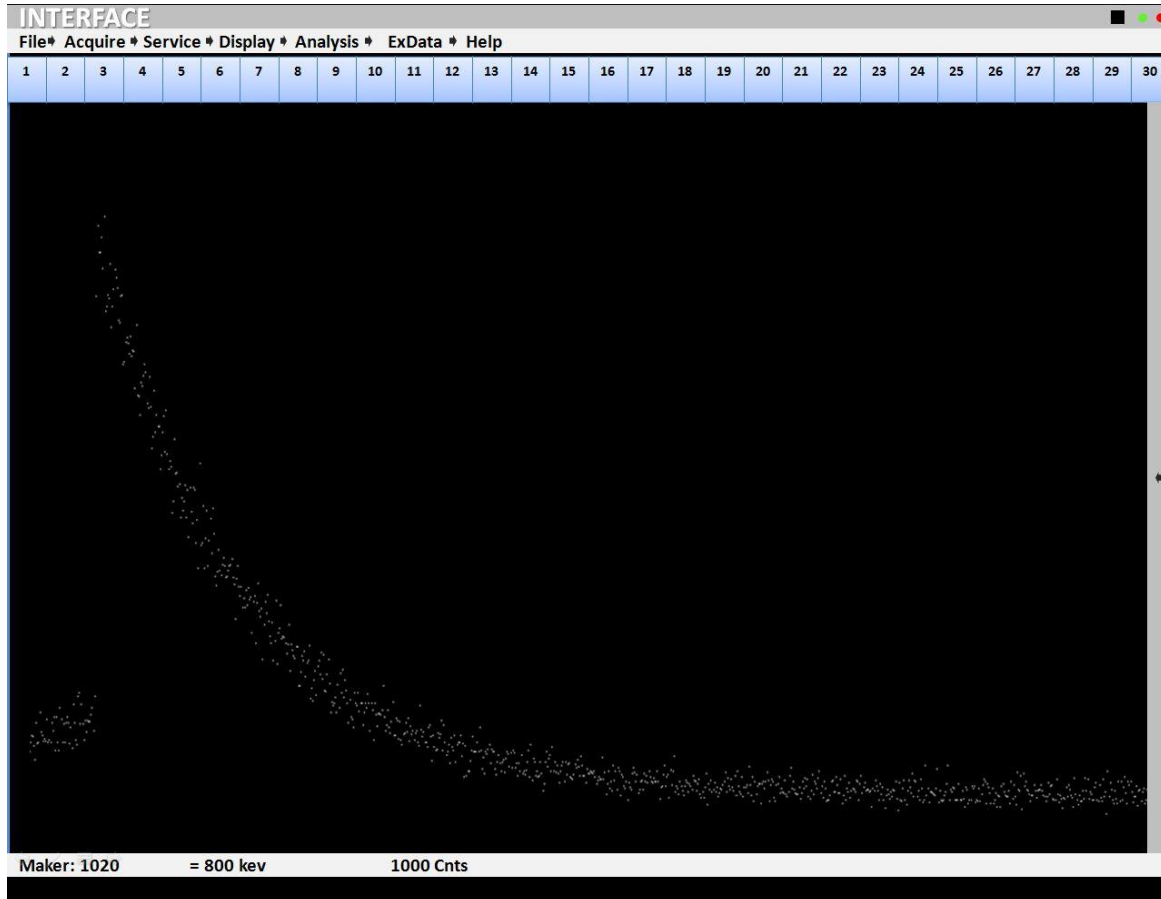 INTERFACE
File Acquire Service Display Analysis ExData Help
1 2 3 4 5 6 7 8 9 10 11 12 13 14 15 16 17 18 19 20 21 22 23 24 25 26 27 28 29 30
Maker: 1020 = 800 kev 1000 Cnts